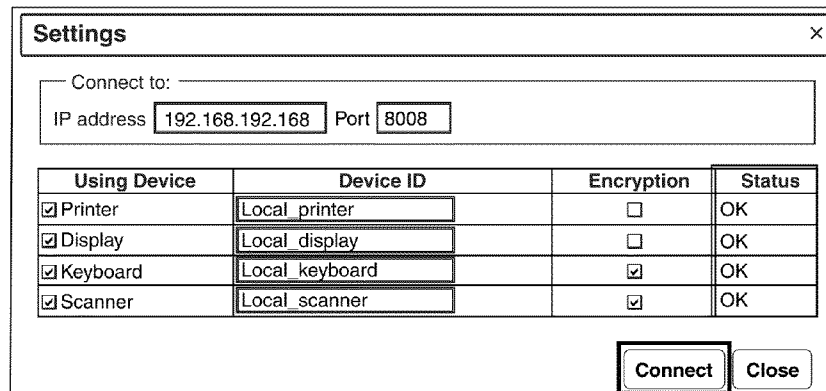 Settings ×
Connect to:
IP address 192.168.192.168 Port 8008
Using Device Device ID Encryption Status
Printer Local_printer OK
Display Local_display OK
Keyboard Local_keyboard OK
Scanner Local_scanner OK
Connect Close